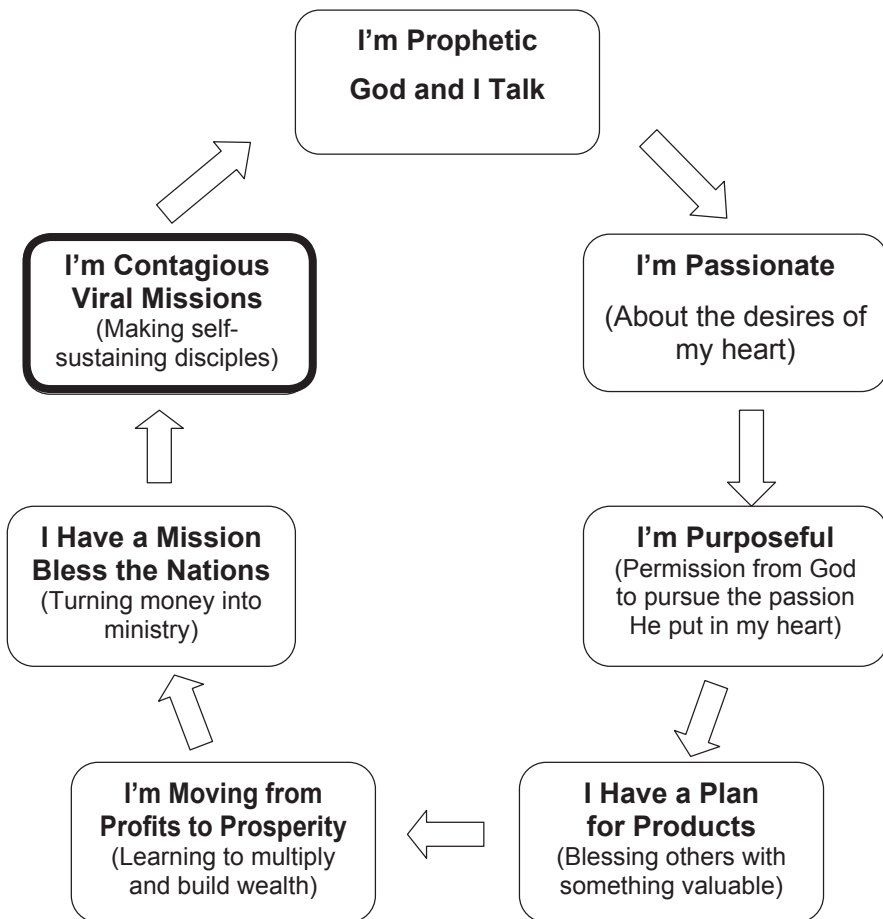 I’m Prophetic
God and I Talk
I’m Passionate
(About the desires of
my heart)
I’m Purposeful
(Permission from God
to pursue the passion
He put in my heart)
I Have a Plan
for Products
(Blessing others with
something valuable)
I’m Moving from
Profits to Prosperity
(Learning to multiply
and build wealth)
I Have a Mission
Bless the Nations
(Turning money into
ministry)
I’m Contagious
Viral Missions
(Making self-
sustaining disciples)